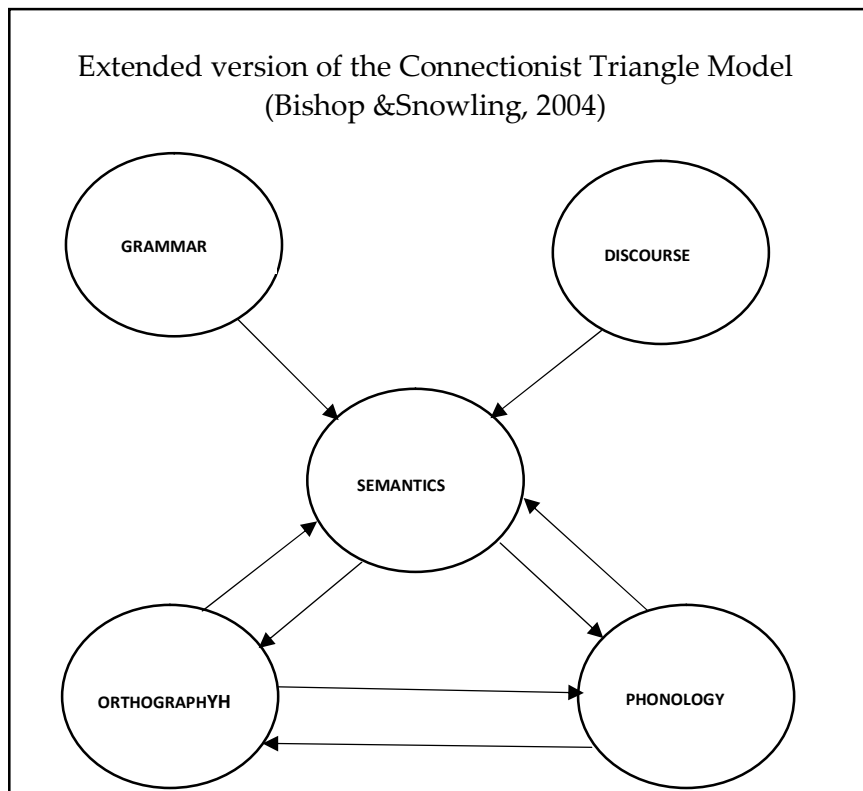 Extended version of the Connectionist Triangle Model
(Bishop &Snowling, 2004)
GRAMMAR
DISCOURSE
SEMANTICS
ORTHOGRAPHYH
PHONOLOGY